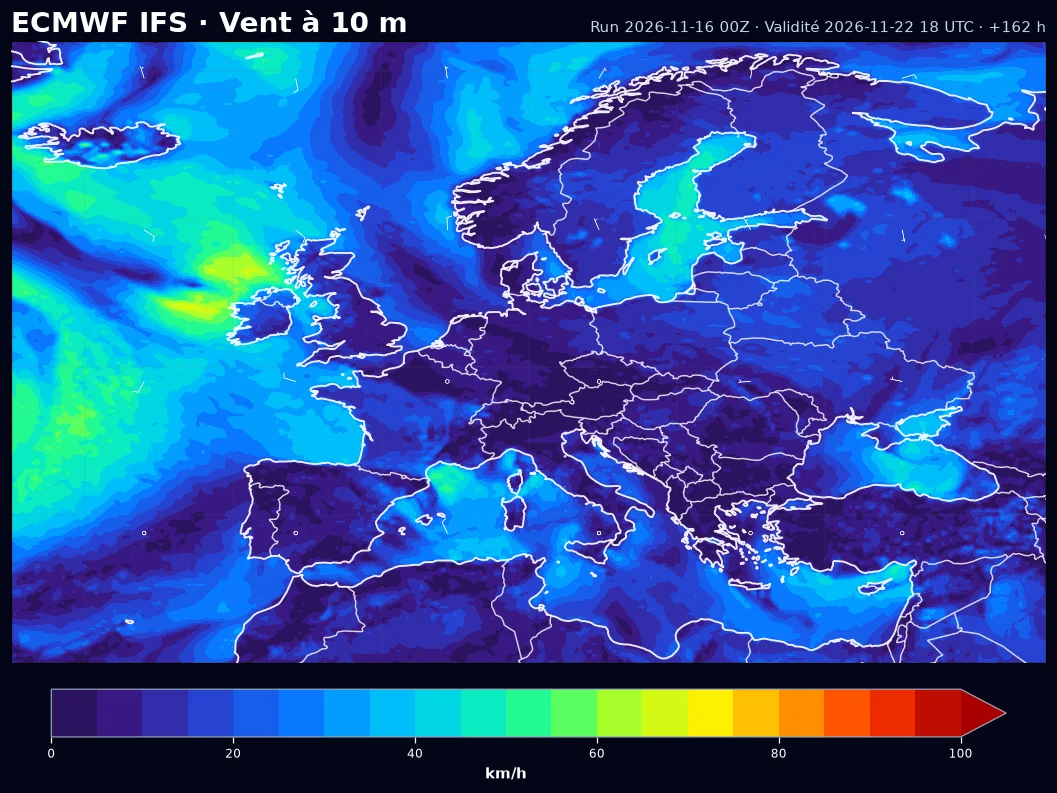 ECMWF IFS · Vent à 10 m
Run 2026-11-16 00Z · Validité 2026-11-22 18 UTC · +162 h
0 20 40 60 80 100
km/h